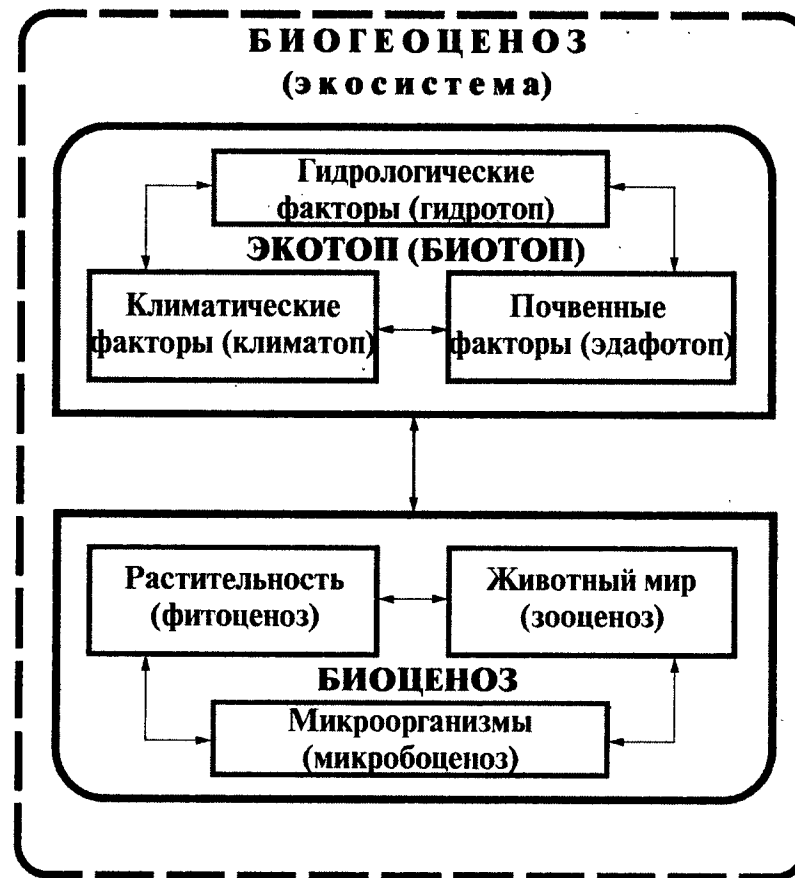 БИОГЕОЦЕНОЗ
(экосистема)
Гидрологические
факторы (гидротоп)
ЭКОТОП (БИОТОП)
Климатические
факторы (климатоп)
Почвенные
факторы (эдафотоп)
Растительность
(фитоценоз)
Животный мир
(зооценоз)
БИОЦЕНОЗ
Микроорганизмы
(микробоценоз)